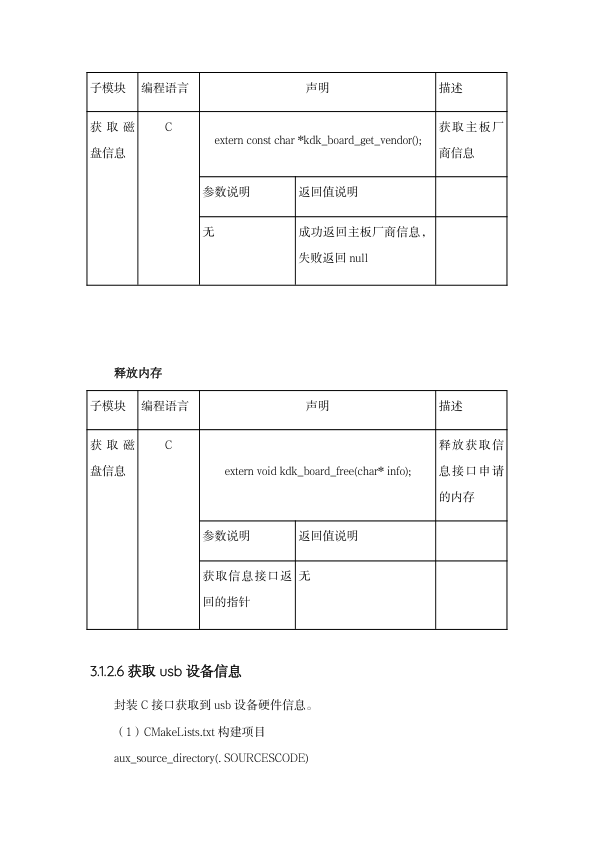 子模块 编程语言 声明 描述
获取磁 C extern const char *kdk_board_get_vendor(); 获取主板厂
盘信息 商信息
参数说明 返回值说明
无 成功返回主板厂商信息，
失败返回 null
释放内存
子模块 编程语言 声明 描述
获取磁 C 释放获取信
盘信息 extern void kdk_board_free(char* info); 息接口申请
的内存
参数说明 返回值说明
获取信息接口返 无
回的指针
3.1.2.6 获取 usb 设备信息
封装 C 接口获取到 usb 设备硬件信息。
（1）CMakeLists.txt 构建项目
aux_source_directory(. SOURCESCODE)